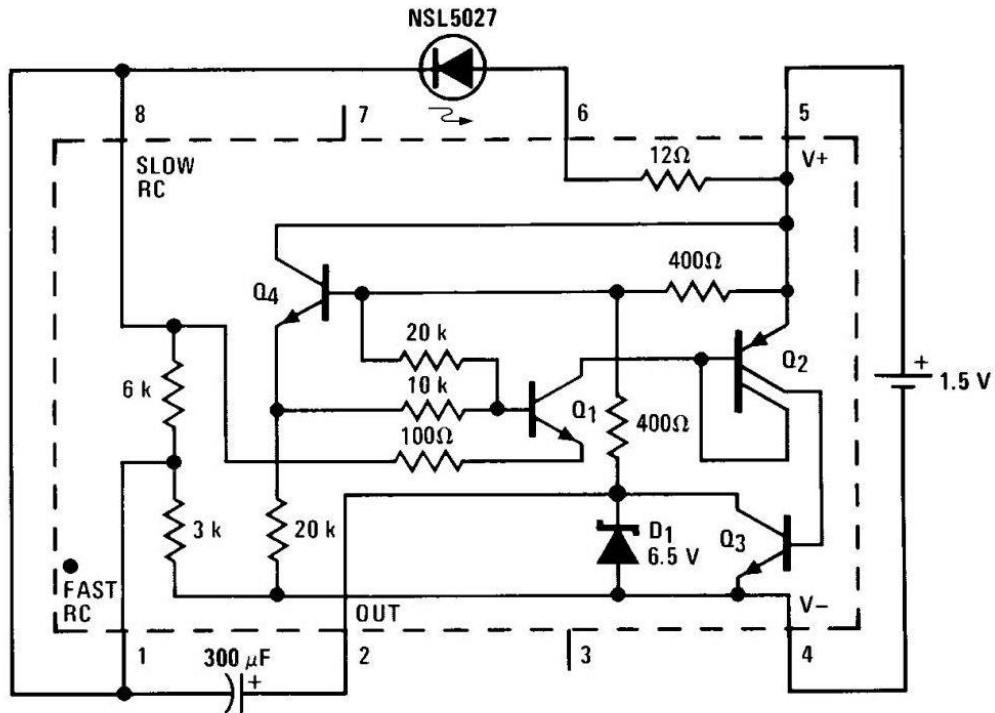 NSL5027
8
7
6
5
SLOW
RC
12Ω
V+
400Ω
Q4
20 k
Q2
+
1.5 V
6 k
10 k
Q1
400Ω
100Ω
3 k
20 k
D1
6.5 V
Q3
FAST
RC
OUT
V−
1
300 μF
+
2
3
4